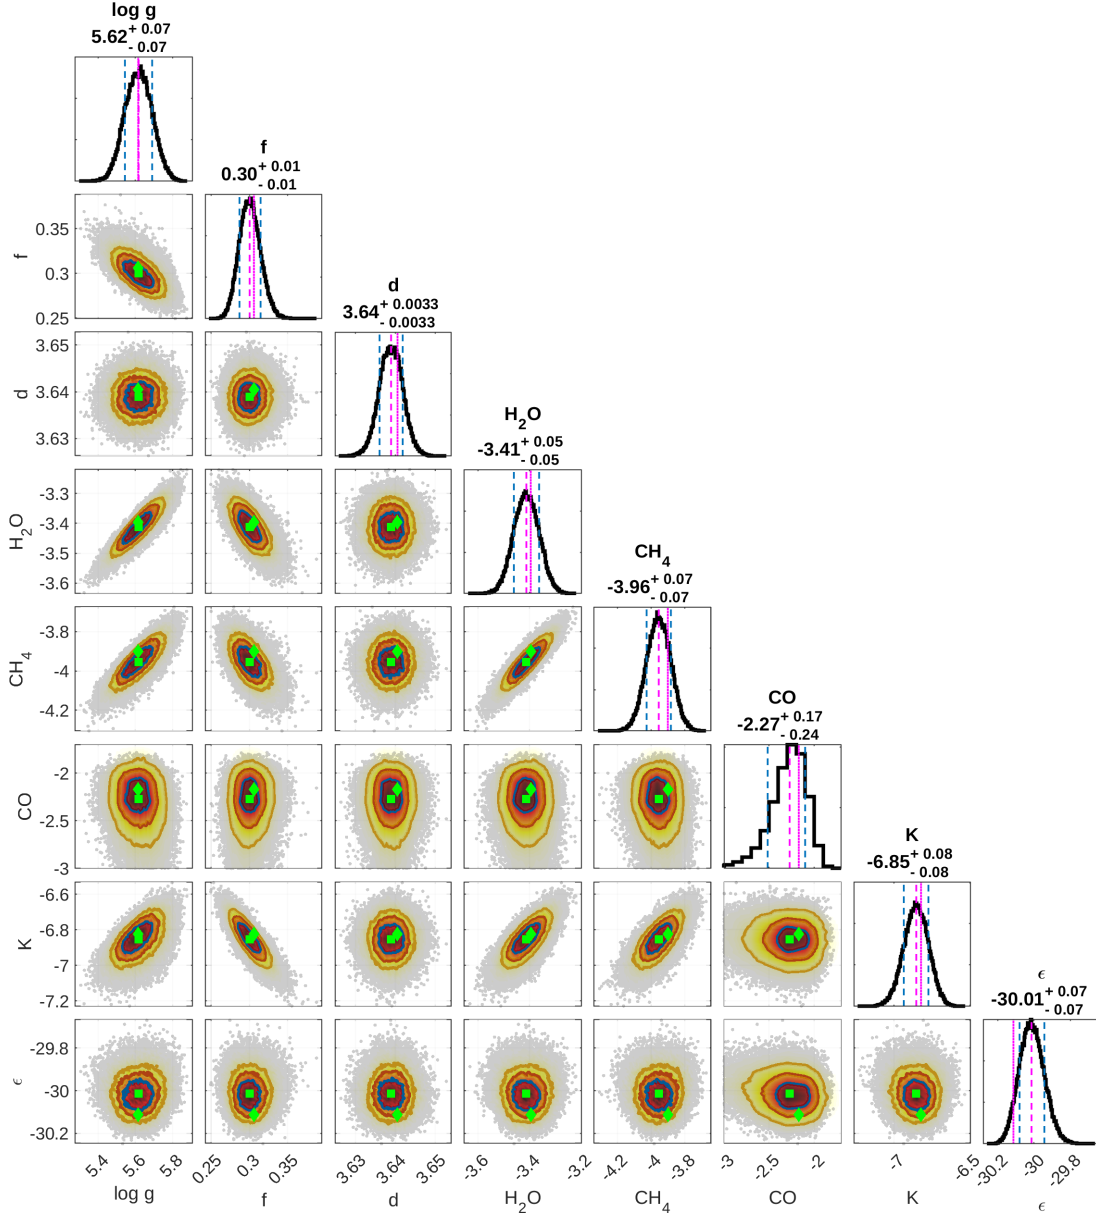 log g
5.62 + 0.07 - 0.07
f
0.30 + 0.01 - 0.01
f
0.35
0.3
0.25
d
3.64 + 0.0033 - 0.0033
d
3.65
3.64
3.63
H2O
-3.41 + 0.05 - 0.05
H2O
-3.3
-3.4
-3.5
-3.6
CH4
-3.96 + 0.07 - 0.07
CH4
-3.8
-4
-4.2
CO
-2.27 + 0.17 - 0.24
CO
-2
-2.5
-3
K
-6.85 + 0.08 - 0.08
K
-6.6
-6.8
-7
-7.2
ϵ
-30.01 + 0.07 - 0.07
ϵ
-29.8
-30
-30.2
5.4 5.6 5.8
0.25 0.3 0.35
3.63 3.64 3.65
-3.6 -3.4 -3.2
-4.2 -4 -3.8
-3 -2.5 -2
-7 -6.5
-30.2 -30 -29.8
log g f d H2O CH4 CO K ϵ